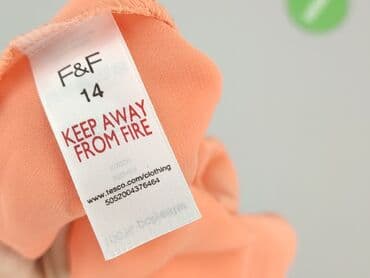 F&F
14
KEEP AWAY
FROM FIRE
www.tesco.com/clothing
5052004376464